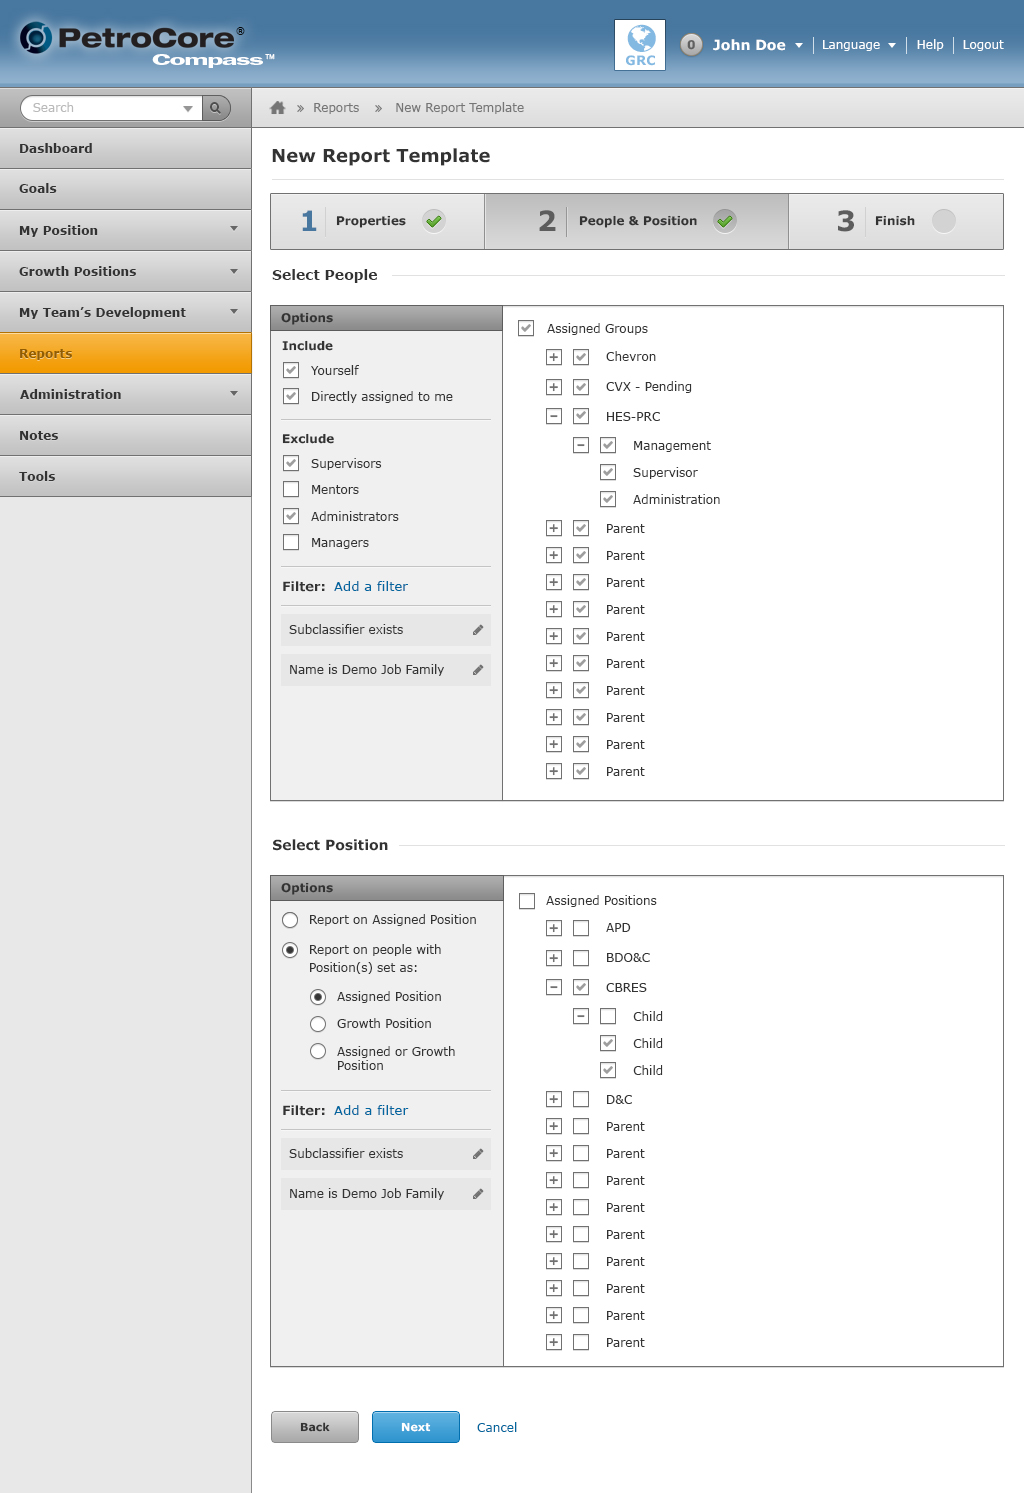 PetroCore®
Compass™
GRC
0 John Doe Language Help Logout
Search
» Reports » New Report Template
Dashboard
Goals
My Position
Growth Positions
My Team's Development
Reports
Administration
Notes
Tools
New Report Template
1 Properties
2 People & Position
3 Finish
Select People
Options
Include
Yourself
Directly assigned to me
Exclude
Supervisors
Mentors
Administrators
Managers
Filter: Add a filter
Subclassifier exists
Name is Demo Job Family
Assigned Groups
Chevron
CVX - Pending
HES-PRC
Management
Supervisor
Administration
Parent
Parent
Parent
Parent
Parent
Parent
Parent
Parent
Parent
Parent
Select Position
Options
Report on Assigned Position
Report on people with
Position(s) set as:
Assigned Position
Growth Position
Assigned or Growth
Position
Filter: Add a filter
Subclassifier exists
Name is Demo Job Family
Assigned Positions
APD
BDO&C
CBRES
Child
Child
Child
D&C
Parent
Parent
Parent
Parent
Parent
Parent
Parent
Parent
Parent
Back
Next
Cancel